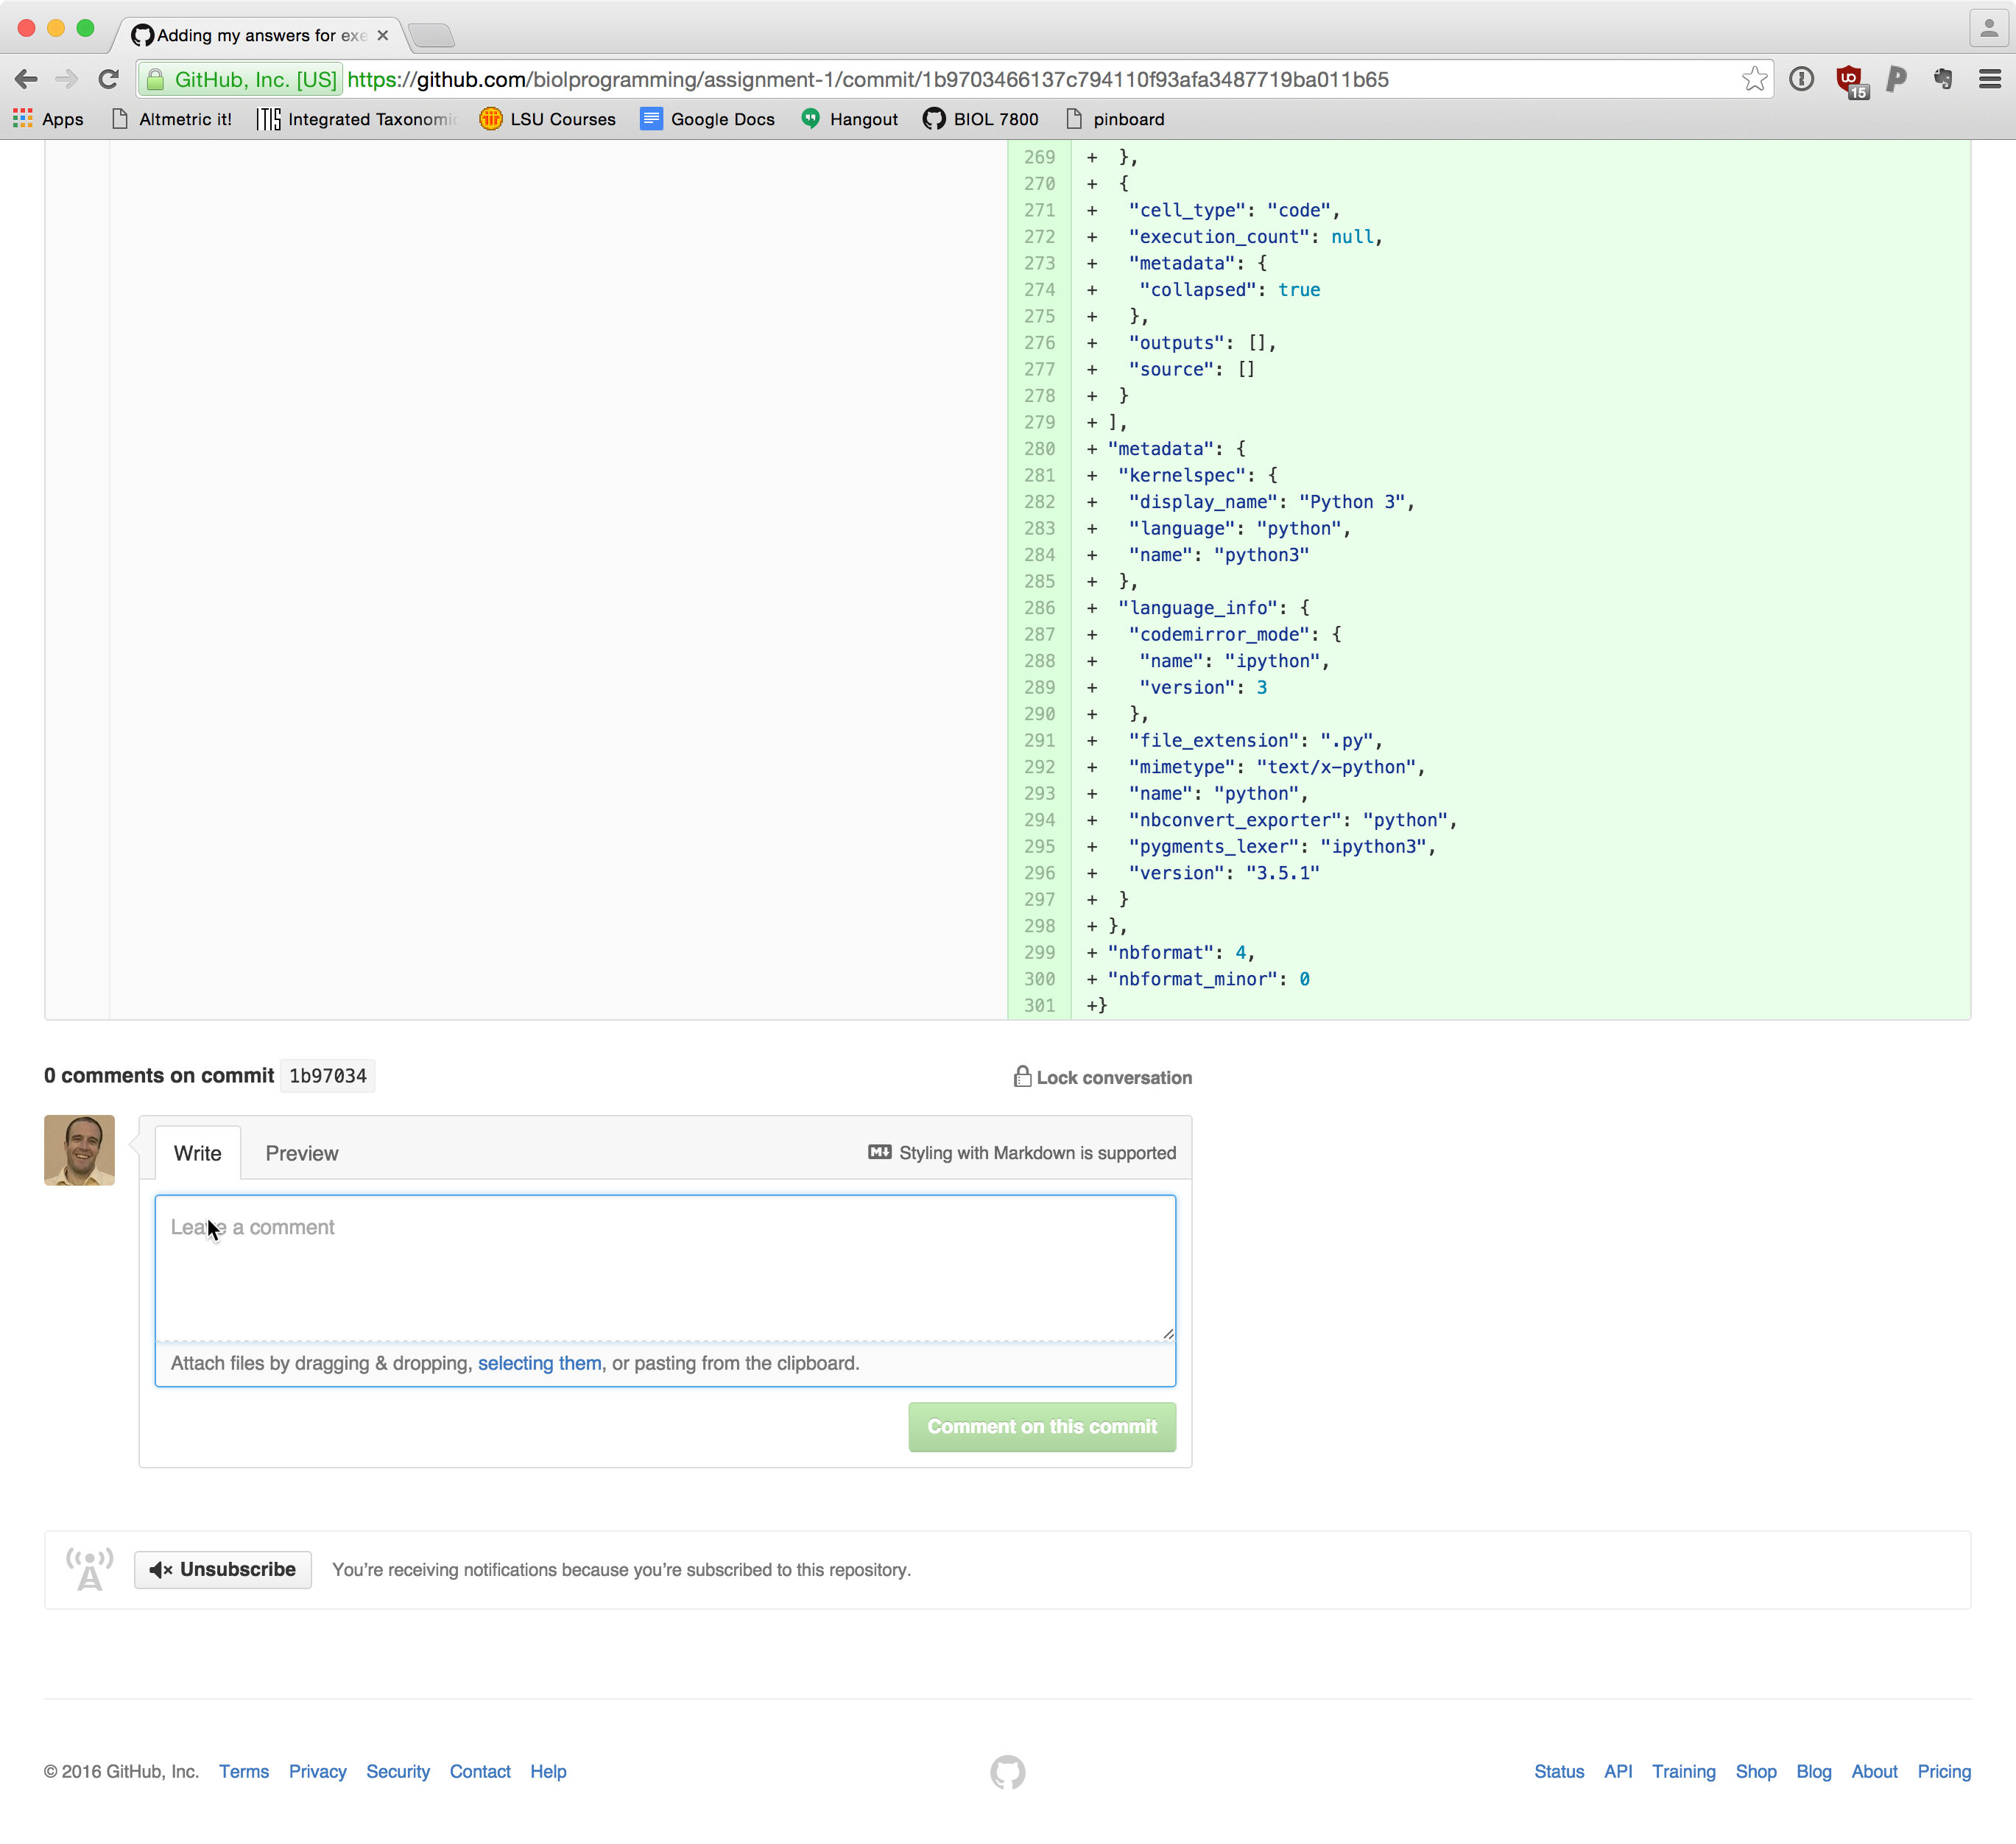 Adding my answers for exe
GitHub, Inc. [US] https://github.com/biolprogramming/assignment-1/commit/1b9703466137c794110f93afa3487719ba011b65
15
Apps Altmetric it! Integrated Taxonomic LSU Courses Google Docs Hangout BIOL 7800 pinboard
269 + },
270 + {
271 + "cell_type": "code",
272 + "execution_count": null,
273 + "metadata": {
274 + "collapsed": true
275 + },
276 + "outputs": [],
277 + "source": []
278 + }
279 + ],
280 + "metadata": {
281 + "kernelspec": {
282 + "display_name": "Python 3",
283 + "language": "python",
284 + "name": "python3"
285 + },
286 + "language_info": {
287 + "codemirror_mode": {
288 + "name": "ipython",
289 + "version": 3
290 + },
291 + "file_extension": ".py",
292 + "mimetype": "text/x-python",
293 + "name": "python",
294 + "nbconvert_exporter": "python",
295 + "pygments_lexer": "ipython3",
296 + "version": "3.5.1"
297 + }
298 + },
299 + "nbformat": 4,
300 + "nbformat_minor": 0
301 +}
0 comments on commit 1b97034 Lock conversation
Write Preview Styling with Markdown is supported
Leave a comment
Attach files by dragging & dropping, selecting them, or pasting from the clipboard.
Comment on this commit
Unsubscribe You’re receiving notifications because you’re subscribed to this repository.
© 2016 GitHub, Inc. Terms Privacy Security Contact Help Status API Training Shop Blog About Pricing